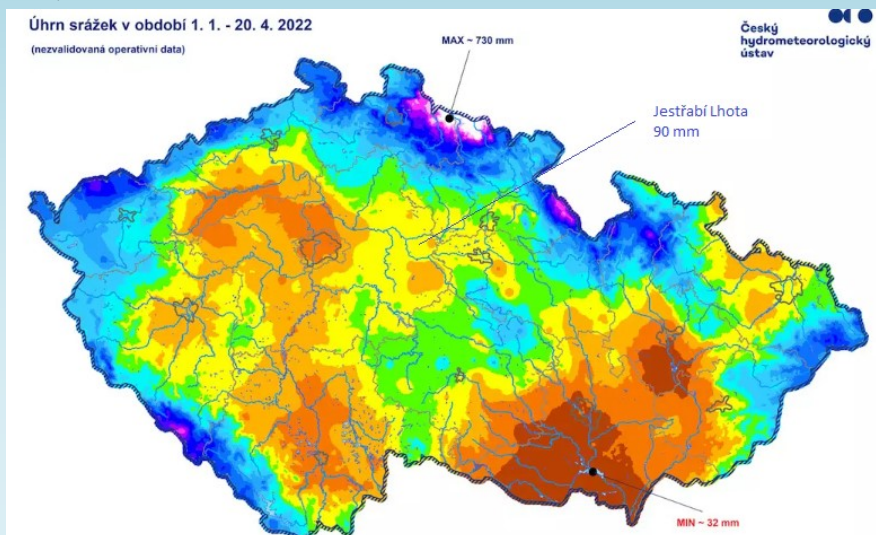 Úhrn srážek v období 1. 1. - 20. 4. 2022
(nezvalidovaná operativní data)
MAX ~ 730 mm
Český
hydrometeorologický
ústav
Jestřabí Lhota
90 mm
MIN ~ 32 mm